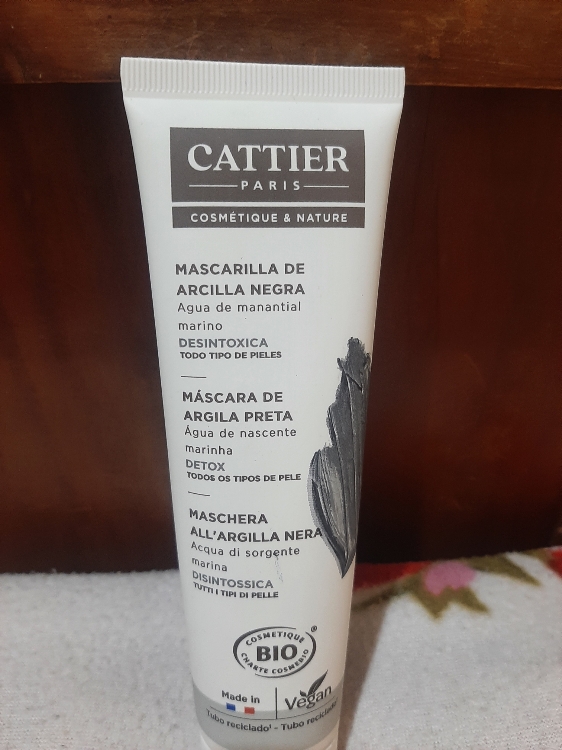 CATTIER
PARIS
COSMÉTIQUE & NATURE
MASCARILLA DE
ARCILLA NEGRA
Agua de manantial
marino
DESINTOXICA
TODO TIPO DE PIELES
MÁSCARA DE
ARGILA PRETA
Água de nascente
marinha
DETOX
TODOS OS TIPOS DE PELE
MASCHERA
ALL'ARGILLA NERA
Acqua di sorgente
marina
DISINTOSSICA
TUTTI I TIPI DI PELLE
COSMETIQUE ®
BIO
CHARTE COSMEBIO
Made in
Vegan
Tubo reciclado¹ - Tubo